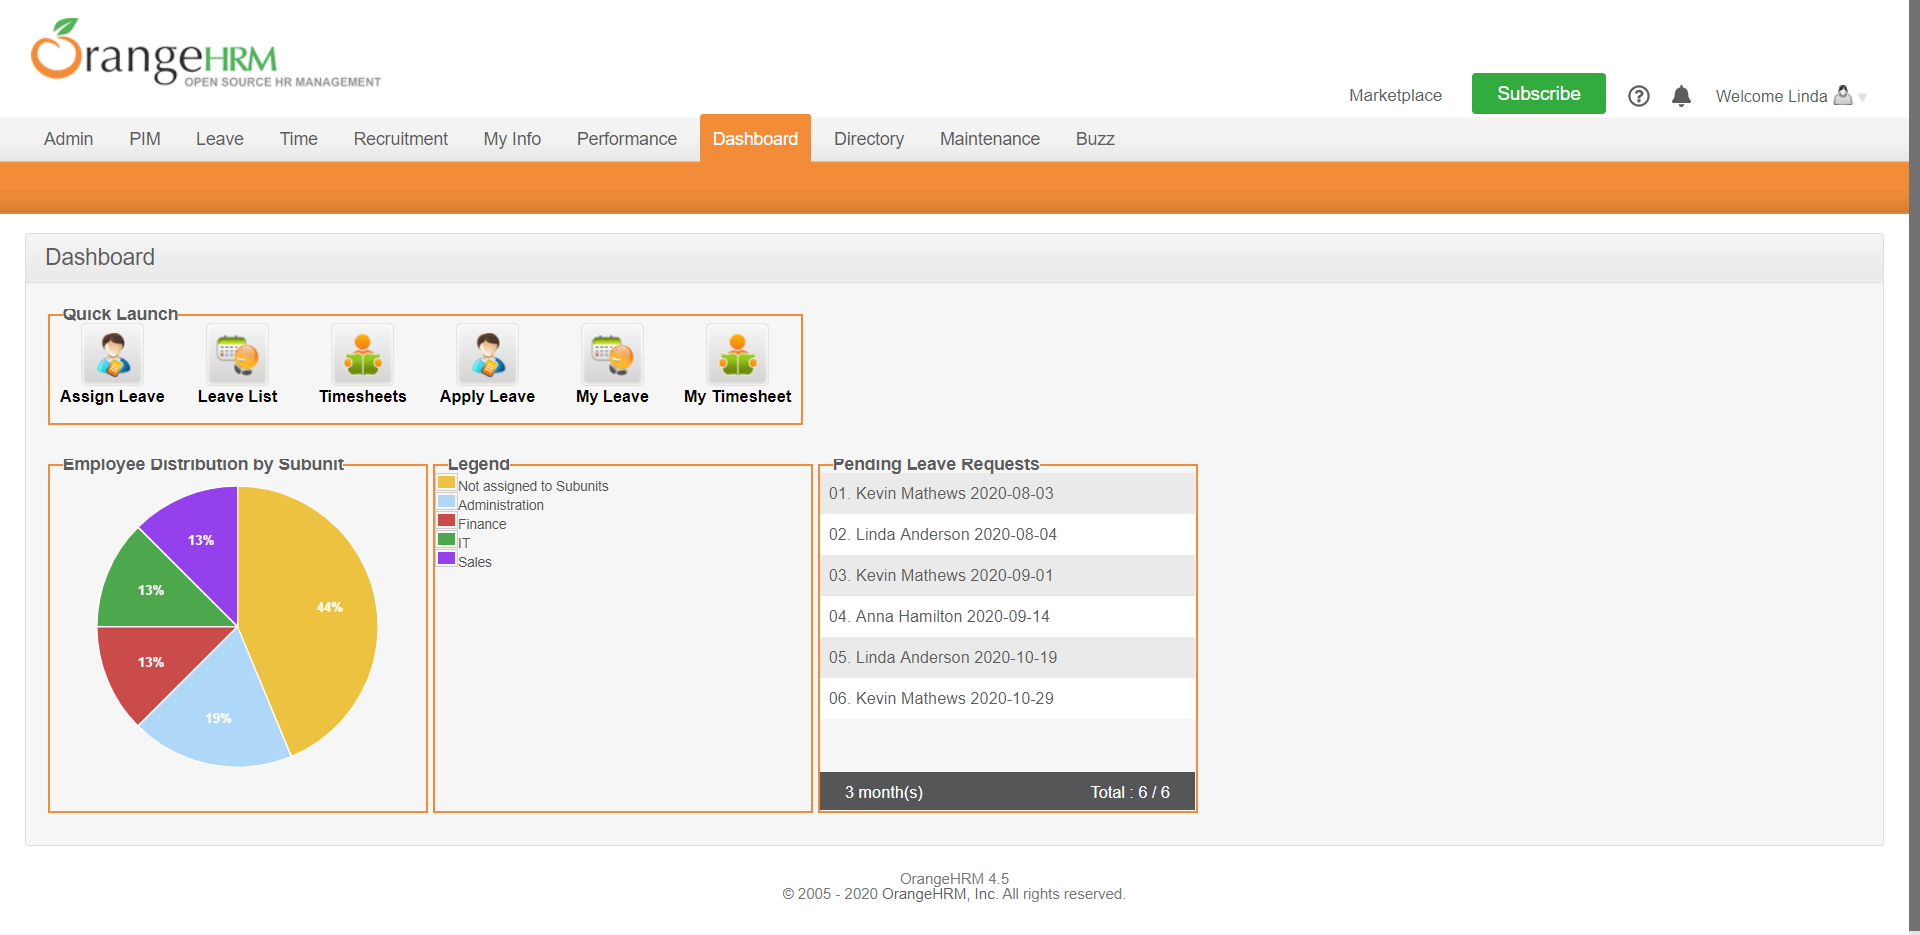 OrangeHRM
OPEN SOURCE HR MANAGEMENT
Marketplace
Subscribe
?
Welcome Linda
Admin PIM Leave Time Recruitment My Info Performance Dashboard Directory Maintenance Buzz
Dashboard
Quick Launch
Assign Leave Leave List Timesheets Apply Leave My Leave My Timesheet
Employee Distribution by Subunit
13%
44%
13%
13%
19%
Legend
Not assigned to Subunits
Administration
Finance
IT
Sales
Pending Leave Requests
01. Kevin Mathews 2020-08-03
02. Linda Anderson 2020-08-04
03. Kevin Mathews 2020-09-01
04. Anna Hamilton 2020-09-14
05. Linda Anderson 2020-10-19
06. Kevin Mathews 2020-10-29
3 month(s) Total : 6 / 6
OrangeHRM 4.5
© 2005 - 2020 OrangeHRM, Inc. All rights reserved.